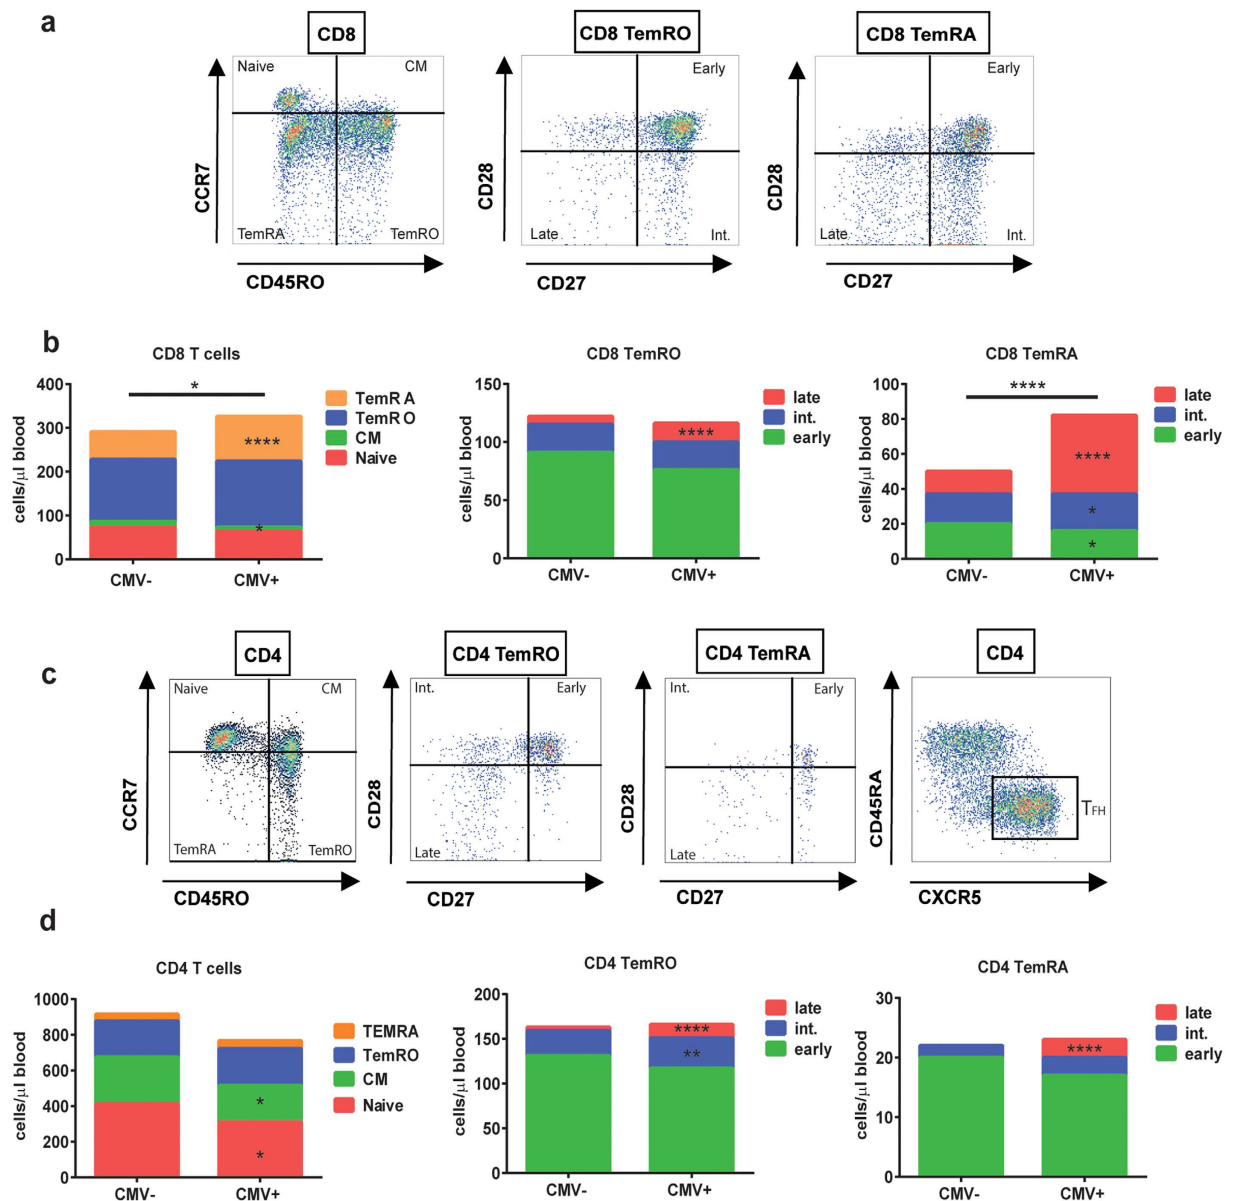 a
CD8
CD8 TemRO
CD8 TemRA
Naive
CM
TemRA
TemRO
CCR7
CD45RO
Early
Late
Int.
CD28
CD27
Early
Late
Int.
CD28
CD27
b
CD8 T cells
cells/µl blood
400
300
200
100
0
*
****
*
CMV-
CMV+
TemR A
TemR O
CM
Naive
CD8 TemRO
cells/µl blood
150
100
50
0
****
CMV-
CMV+
late
int.
early
CD8 TemRA
cells/µl blood
100
80
60
40
20
0
****
****
*
*
CMV-
CMV+
late
int.
early
c
CD4
CD4 TemRO
CD4 TemRA
CD4
Naive
CM
TemRA
TemRO
CCR7
CD45RO
Int.
Early
Late
CD28
CD27
Int.
Early
Late
CD28
CD27
TFH
CD45RA
CXCR5
d
CD4 T cells
cells/µl blood
1000
800
600
400
200
0
*
*
CMV-
CMV+
TEMRA
TemRO
CM
Naive
CD4 TemRO
cells/µl blood
200
150
100
50
0
****
**
CMV-
CMV+
late
int.
early
CD4 TemRA
cells/µl blood
30
20
10
0
****
CMV-
CMV+
late
int.
early